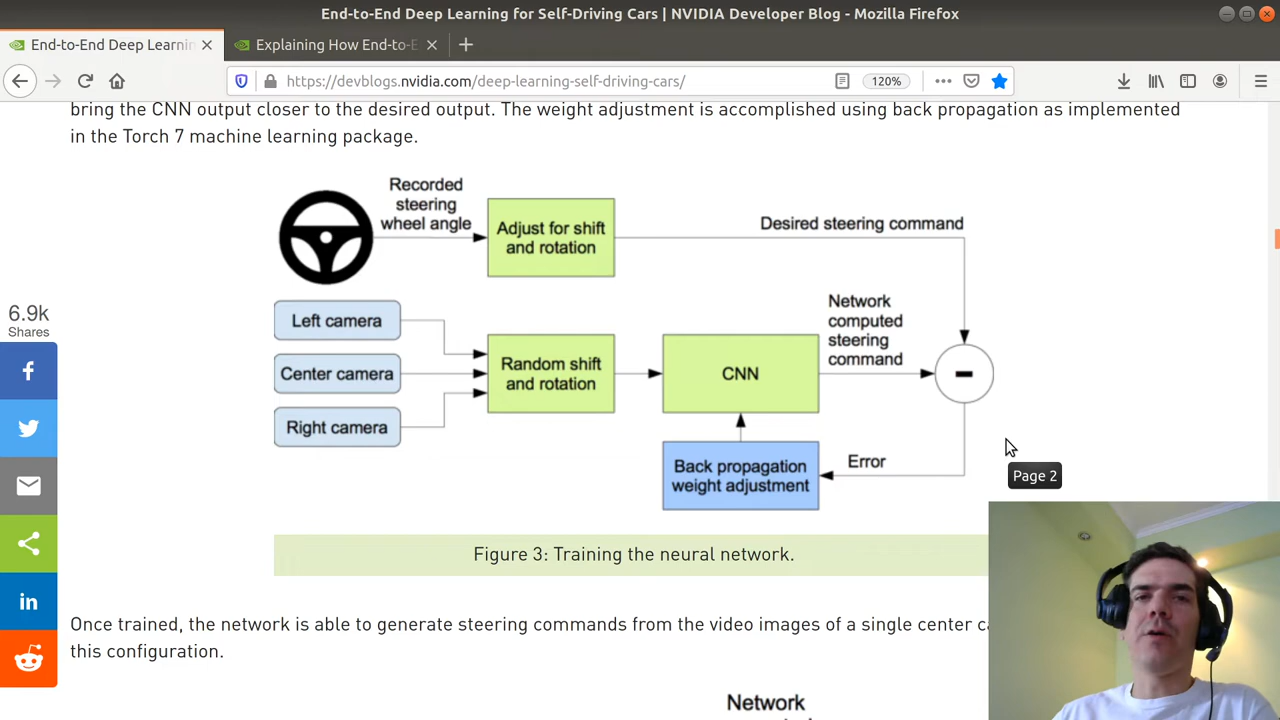 End-to-End Deep Learning for Self-Driving Cars | NVIDIA Developer Blog - Mozilla Firefox
End-to-End Deep Learnin
Explaining How End-to-E
https://devblogs.nvidia.com/deep-learning-self-driving-cars/
120%
bring the CNN output closer to the desired output. The weight adjustment is accomplished using back propagation as implemented
in the Torch 7 machine learning package.
Recorded
steering
wheel angle
Adjust for shift
and rotation
Desired steering command
Left camera
Center camera
Right camera
Random shift
and rotation
CNN
Network
computed
steering
command
-
Back propagation
weight adjustment
Error
6.9k
Shares
Page 2
Figure 3: Training the neural network.
Once trained, the network is able to generate steering commands from the video images of a single center ca
this configuration.
Network